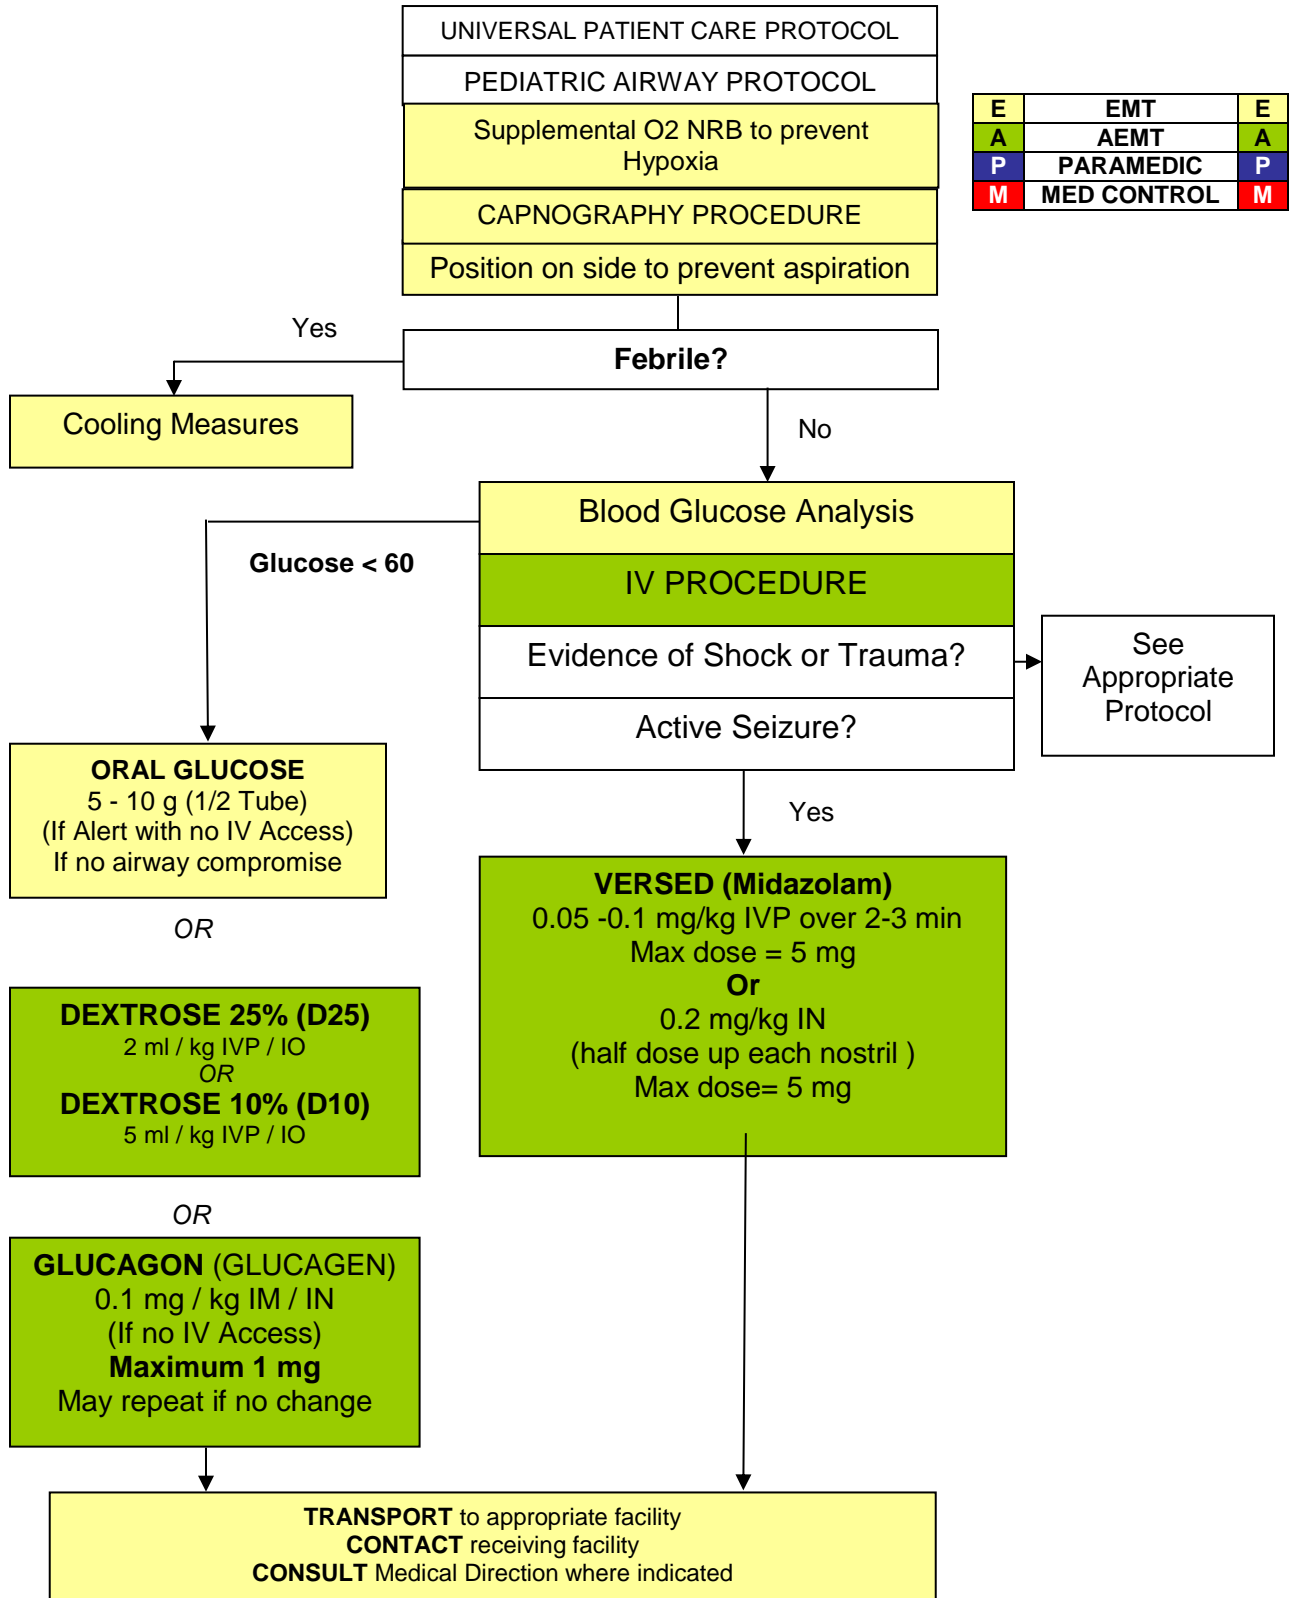 UNIVERSAL PATIENT CARE PROTOCOL
PEDIATRIC AIRWAY PROTOCOL
Supplemental O2 NRB to prevent
Hypoxia
CAPNOGRAPHY PROCEDURE
Position on side to prevent aspiration
E EMT E
A AEMT A
P PARAMEDIC P
M MED CONTROL M
Yes
Febrile?
Cooling Measures
No
Blood Glucose Analysis
Glucose < 60
IV PROCEDURE
Evidence of Shock or Trauma?
See
Appropriate
Protocol
Active Seizure?
ORAL GLUCOSE
5 - 10 g (1/2 Tube)
(If Alert with no IV Access)
If no airway compromise
Yes
OR
VERSED (Midazolam)
0.05 -0.1 mg/kg IVP over 2-3 min
Max dose = 5 mg
Or
0.2 mg/kg IN
(half dose up each nostril )
Max dose= 5 mg
DEXTROSE 25% (D25)
2 ml / kg IVP / IO
OR
DEXTROSE 10% (D10)
5 ml / kg IVP / IO
OR
GLUCAGON (GLUCAGEN)
0.1 mg / kg IM / IN
(If no IV Access)
Maximum 1 mg
May repeat if no change
TRANSPORT to appropriate facility
CONTACT receiving facility
CONSULT Medical Direction where indicated